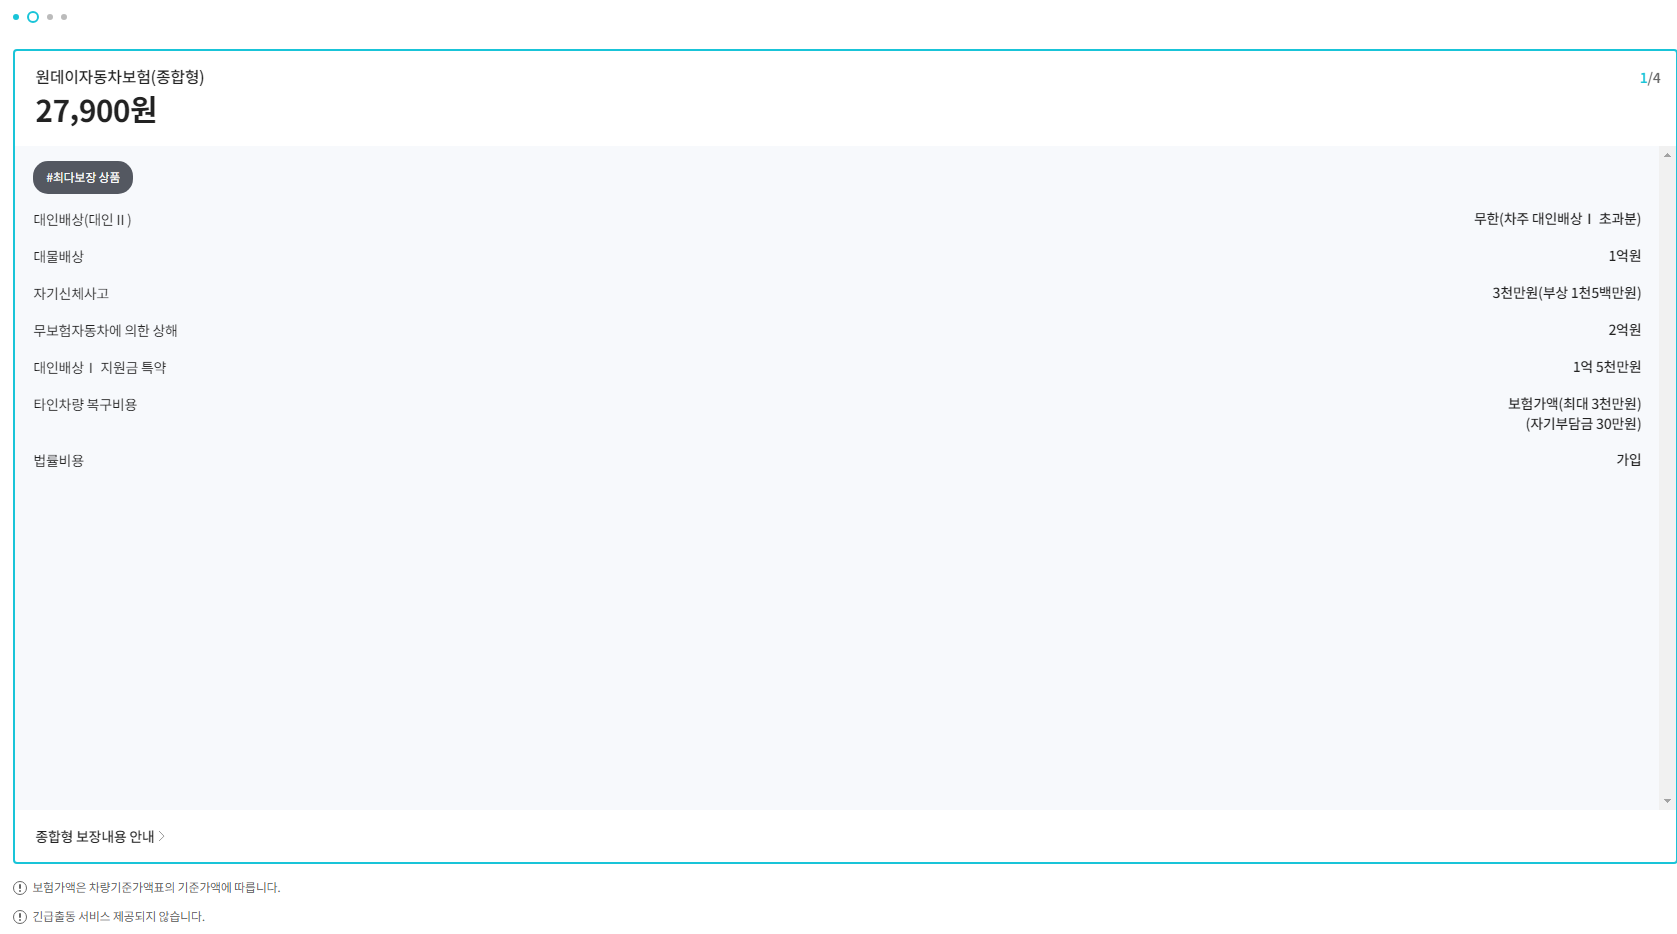 원데이자동차보험(종합형)
1/4
27,900원
#최다보장 상품
대인배상(대인Ⅱ) 무한(차주 대인배상Ⅰ 초과분)
대물배상 1억원
자기신체사고 3천만원(부상 1천5백만원)
무보험자동차에 의한 상해 2억원
대인배상Ⅰ 지원금 특약 1억 5천만원
타인차량 복구비용 보험가액(최대 3천만원)
(자기부담금 30만원)
법률비용 가입
종합형 보장내용 안내
보험가액은 차량기준가액표의 기준가액에 따릅니다.
긴급출동 서비스 제공되지 않습니다.